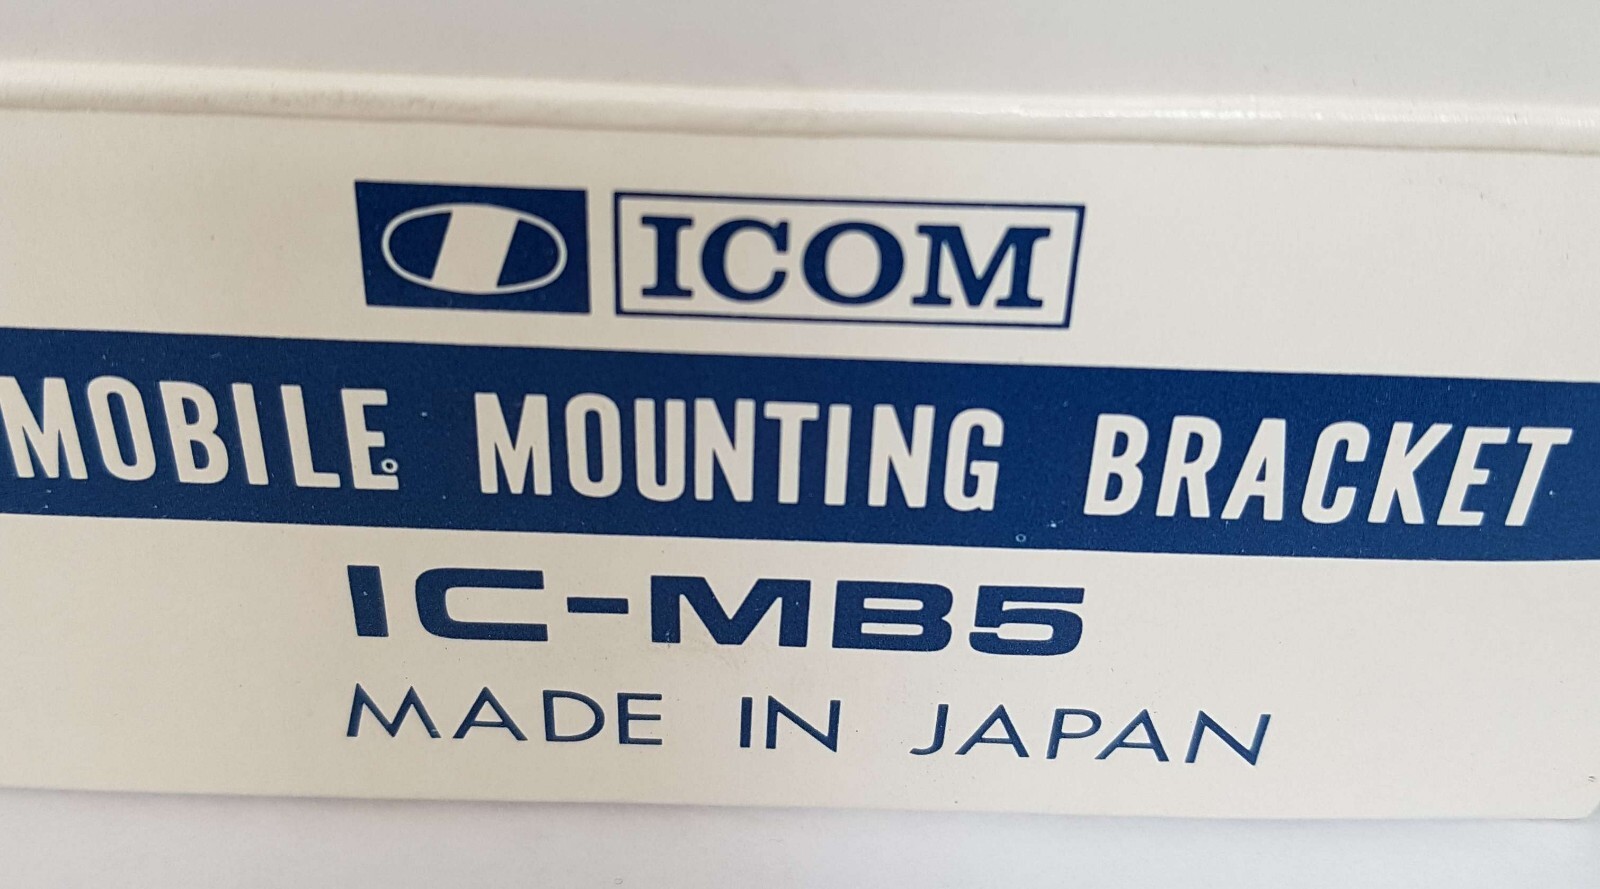 ICOM
MOBILE MOUNTING BRACKET
IC-MB5
MADE IN JAPAN